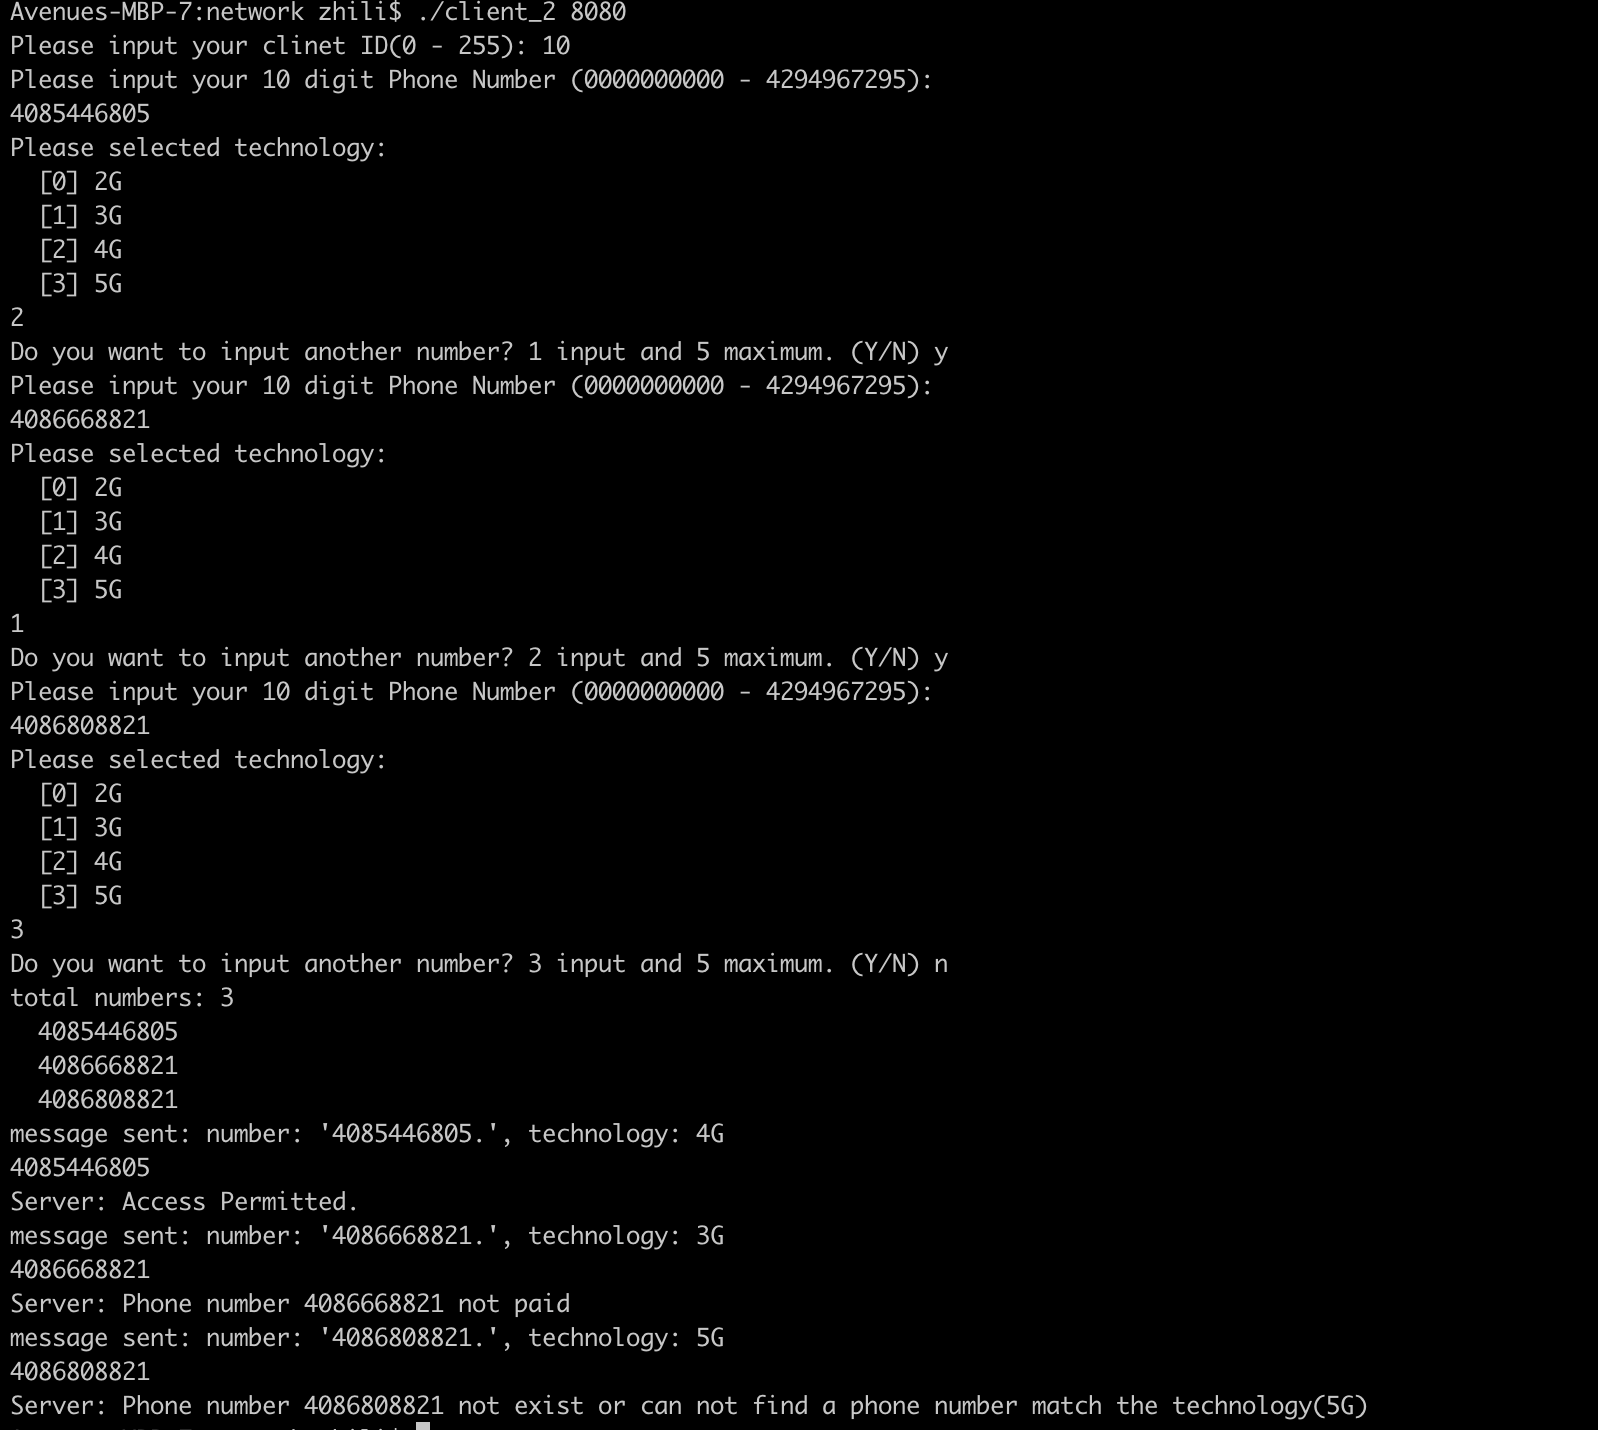 Avenues-MBP-7:network zhili$ ./client_2 8080
Please input your clinet ID(0 - 255): 10
Please input your 10 digit Phone Number (0000000000 - 4294967295):
4085446805
Please selected technology:
  [0] 2G
  [1] 3G
  [2] 4G
  [3] 5G
2
Do you want to input another number? 1 input and 5 maximum. (Y/N) y
Please input your 10 digit Phone Number (0000000000 - 4294967295):
4086668821
Please selected technology:
  [0] 2G
  [1] 3G
  [2] 4G
  [3] 5G
1
Do you want to input another number? 2 input and 5 maximum. (Y/N) y
Please input your 10 digit Phone Number (0000000000 - 4294967295):
4086808821
Please selected technology:
  [0] 2G
  [1] 3G
  [2] 4G
  [3] 5G
3
Do you want to input another number? 3 input and 5 maximum. (Y/N) n
total numbers: 3
  4085446805
  4086668821
  4086808821
message sent: number: '4085446805.', technology: 4G
4085446805
Server: Access Permitted.
message sent: number: '4086668821.', technology: 3G
4086668821
Server: Phone number 4086668821 not paid
message sent: number: '4086808821.', technology: 5G
4086808821
Server: Phone number 4086808821 not exist or can not find a phone number match the technology(5G)